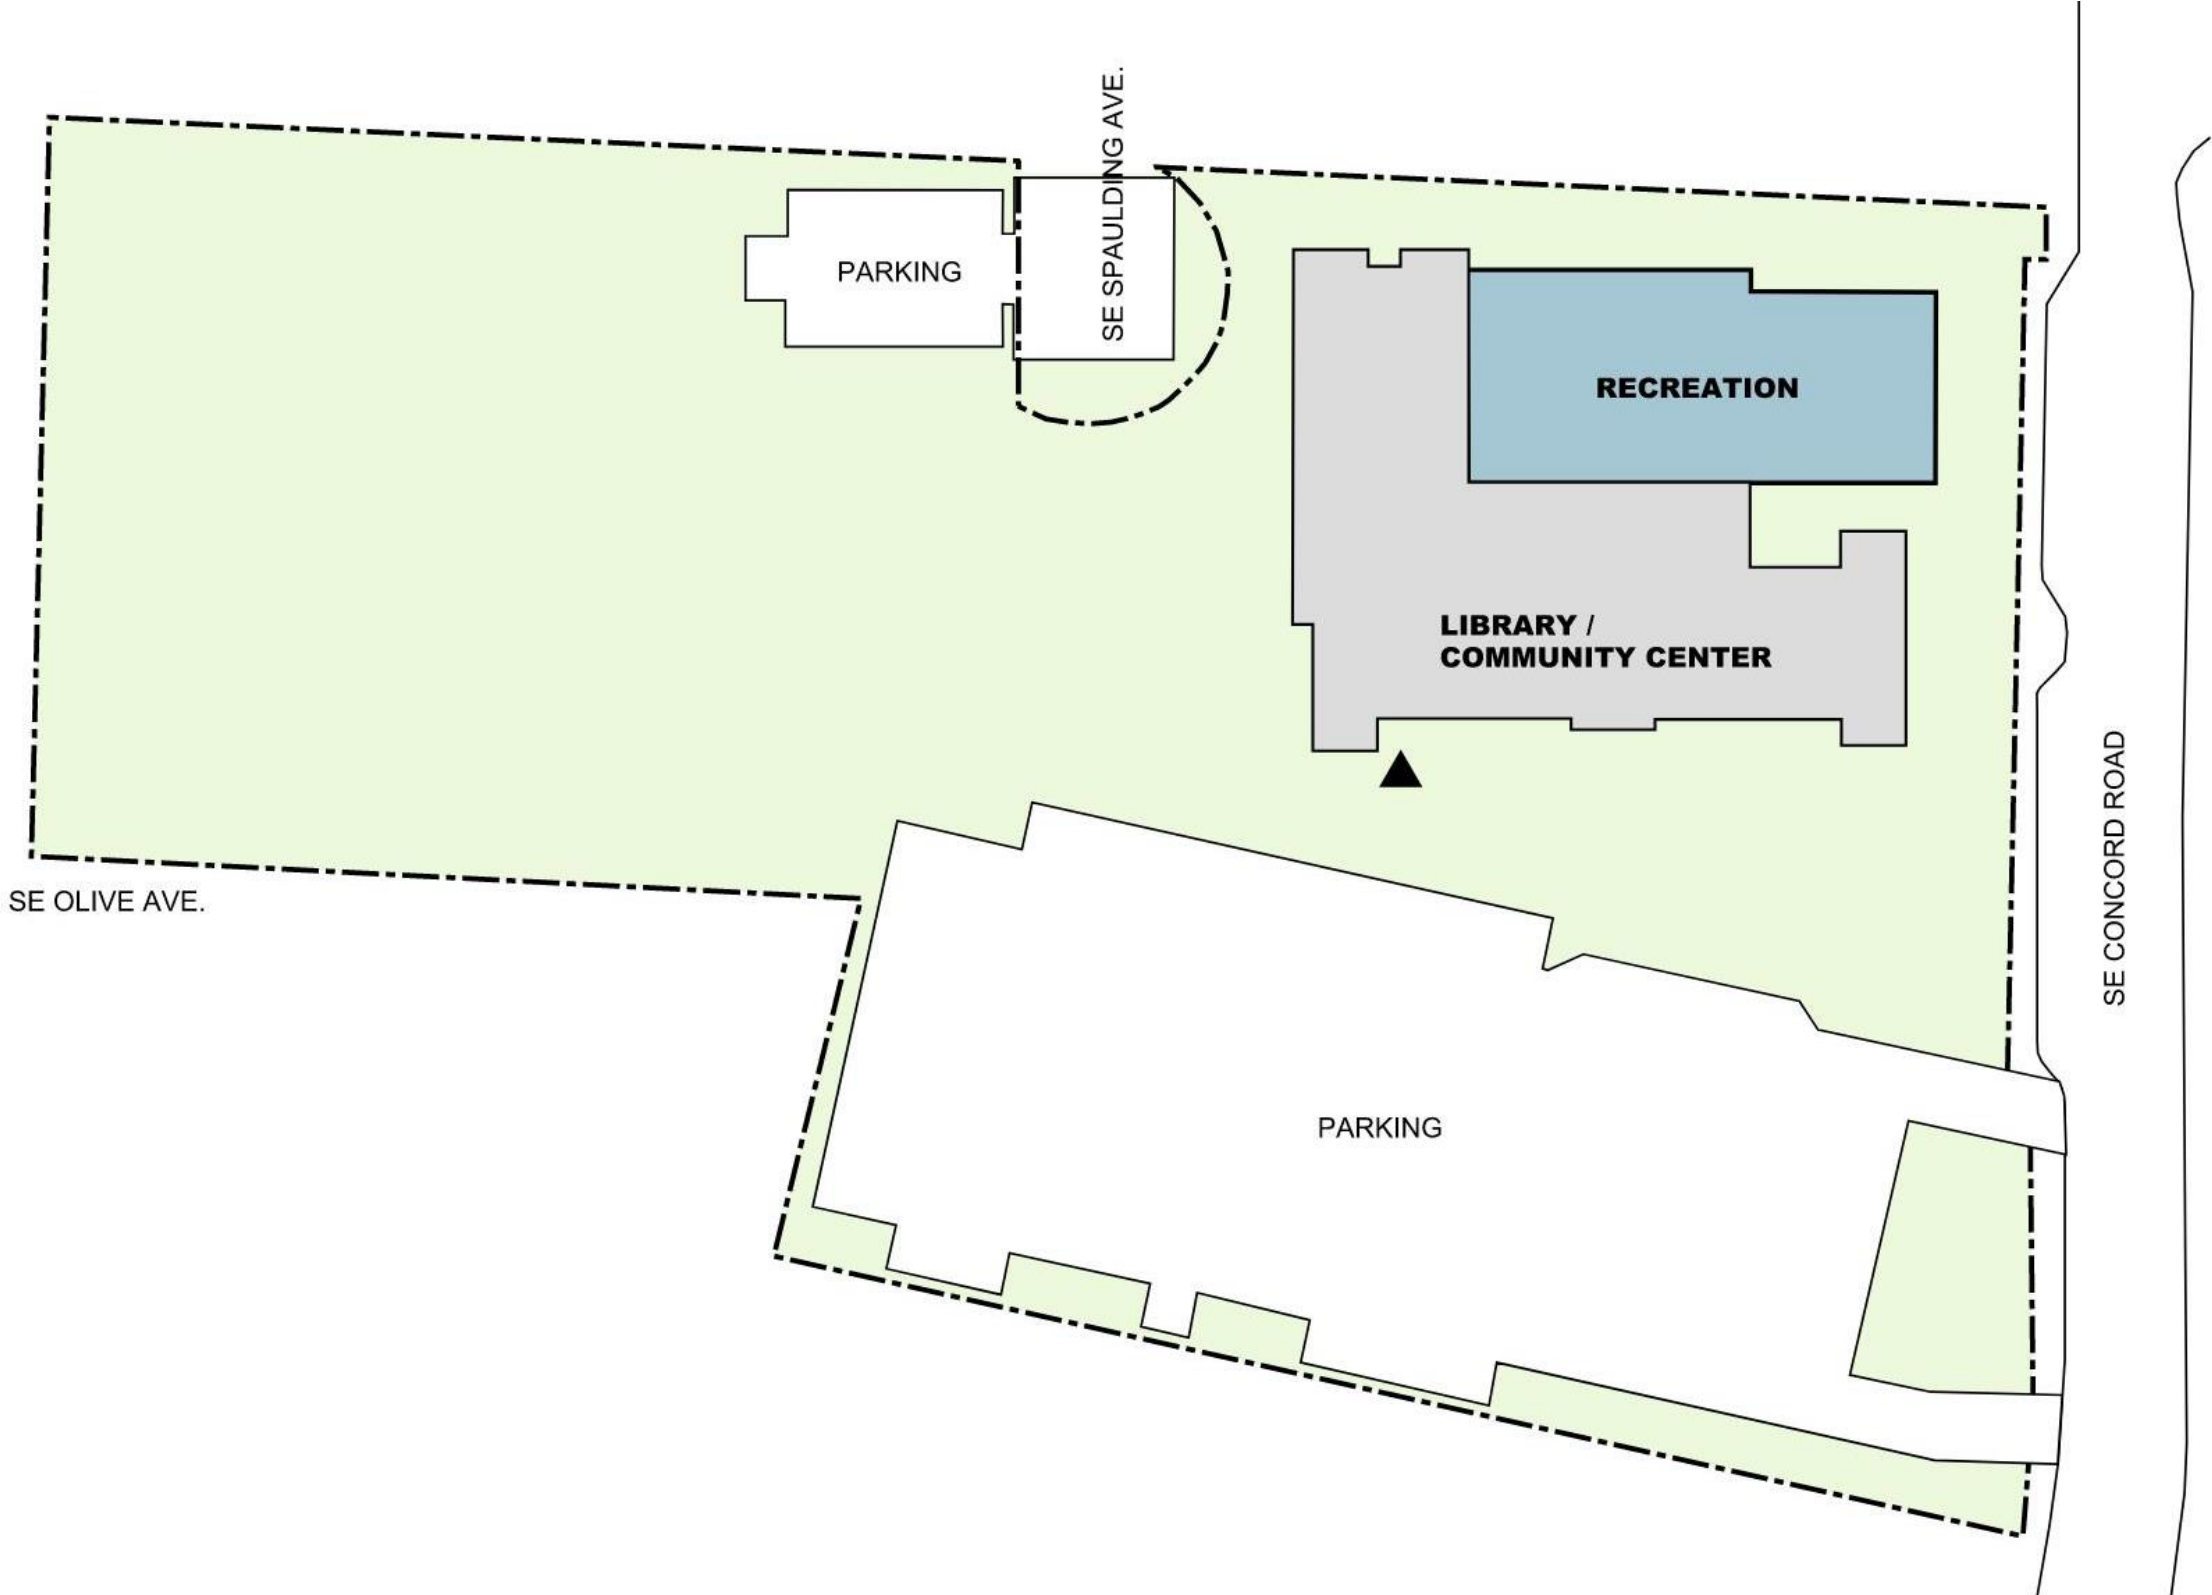 SE SPAULDING AVE.
PARKING
RECREATION
LIBRARY /
COMMUNITY CENTER
SE OLIVE AVE.
SE CONCORD ROAD
PARKING